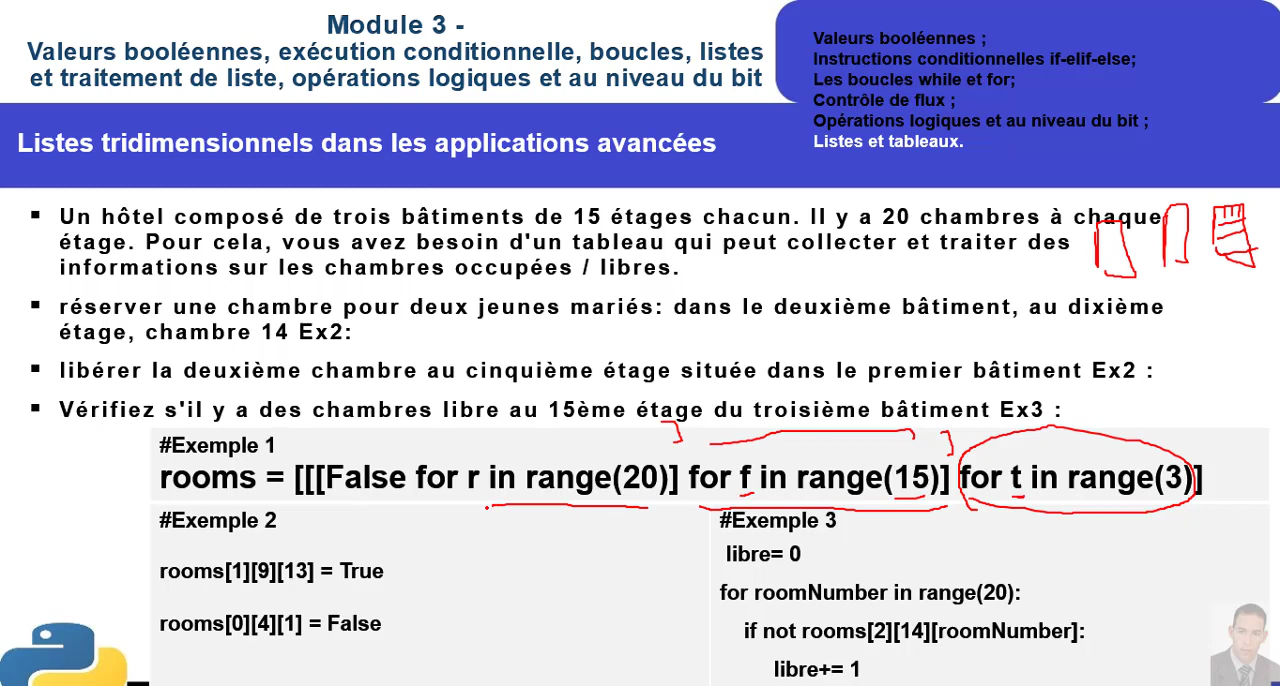 Module 3 -
Valeurs booléennes, exécution conditionnelle, boucles, listes
et traitement de liste, opérations logiques et au niveau du bit
Valeurs booléennes ;
Instructions conditionnelles if-elif-else;
Les boucles while et for;
Contrôle de flux ;
Opérations logiques et au niveau du bit ;
Listes et tableaux.
Listes tridimensionnels dans les applications avancées
▪ Un hôtel composé de trois bâtiments de 15 étages chacun. Il y a 20 chambres à chaque
étage. Pour cela, vous avez besoin d'un tableau qui peut collecter et traiter des
informations sur les chambres occupées / libres.
▪ réserver une chambre pour deux jeunes mariés: dans le deuxième bâtiment, au dixième
étage, chambre 14 Ex2:
▪ libérer la deuxième chambre au cinquième étage située dans le premier bâtiment Ex2 :
▪ Vérifiez s'il y a des chambres libre au 15ème étage du troisième bâtiment Ex3 :
#Exemple 1
rooms = [[[False for r in range(20)] for f in range(15)] for t in range(3)]
#Exemple 2
rooms[1][9][13] = True
rooms[0][4][1] = False
#Exemple 3
libre= 0
for roomNumber in range(20):
if not rooms[2][14][roomNumber]:
libre+= 1